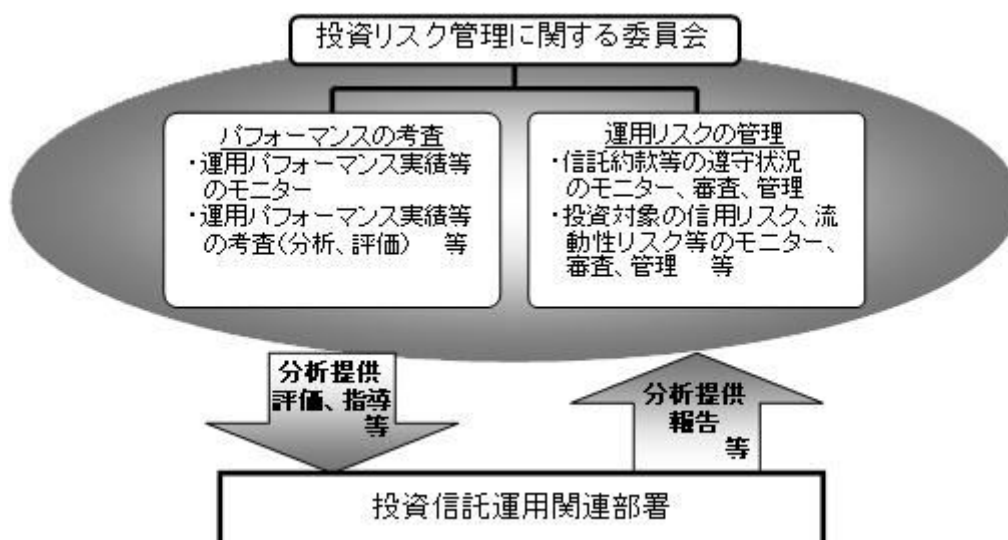 投資リスク管理に関する委員会
パフォーマンスの考査
・運用パフォーマンス実績等
のモニター
・運用パフォーマンス実績等
の考査(分析、評価)　等
運用リスクの管理
・信託約款等の遵守状況
のモニター、審査、管理
・投資対象の信用リスク、流
動性リスク等のモニター、
審査、管理　等
分析提供
評価、指導
等
分析提供
報告
等
投資信託運用関連部署